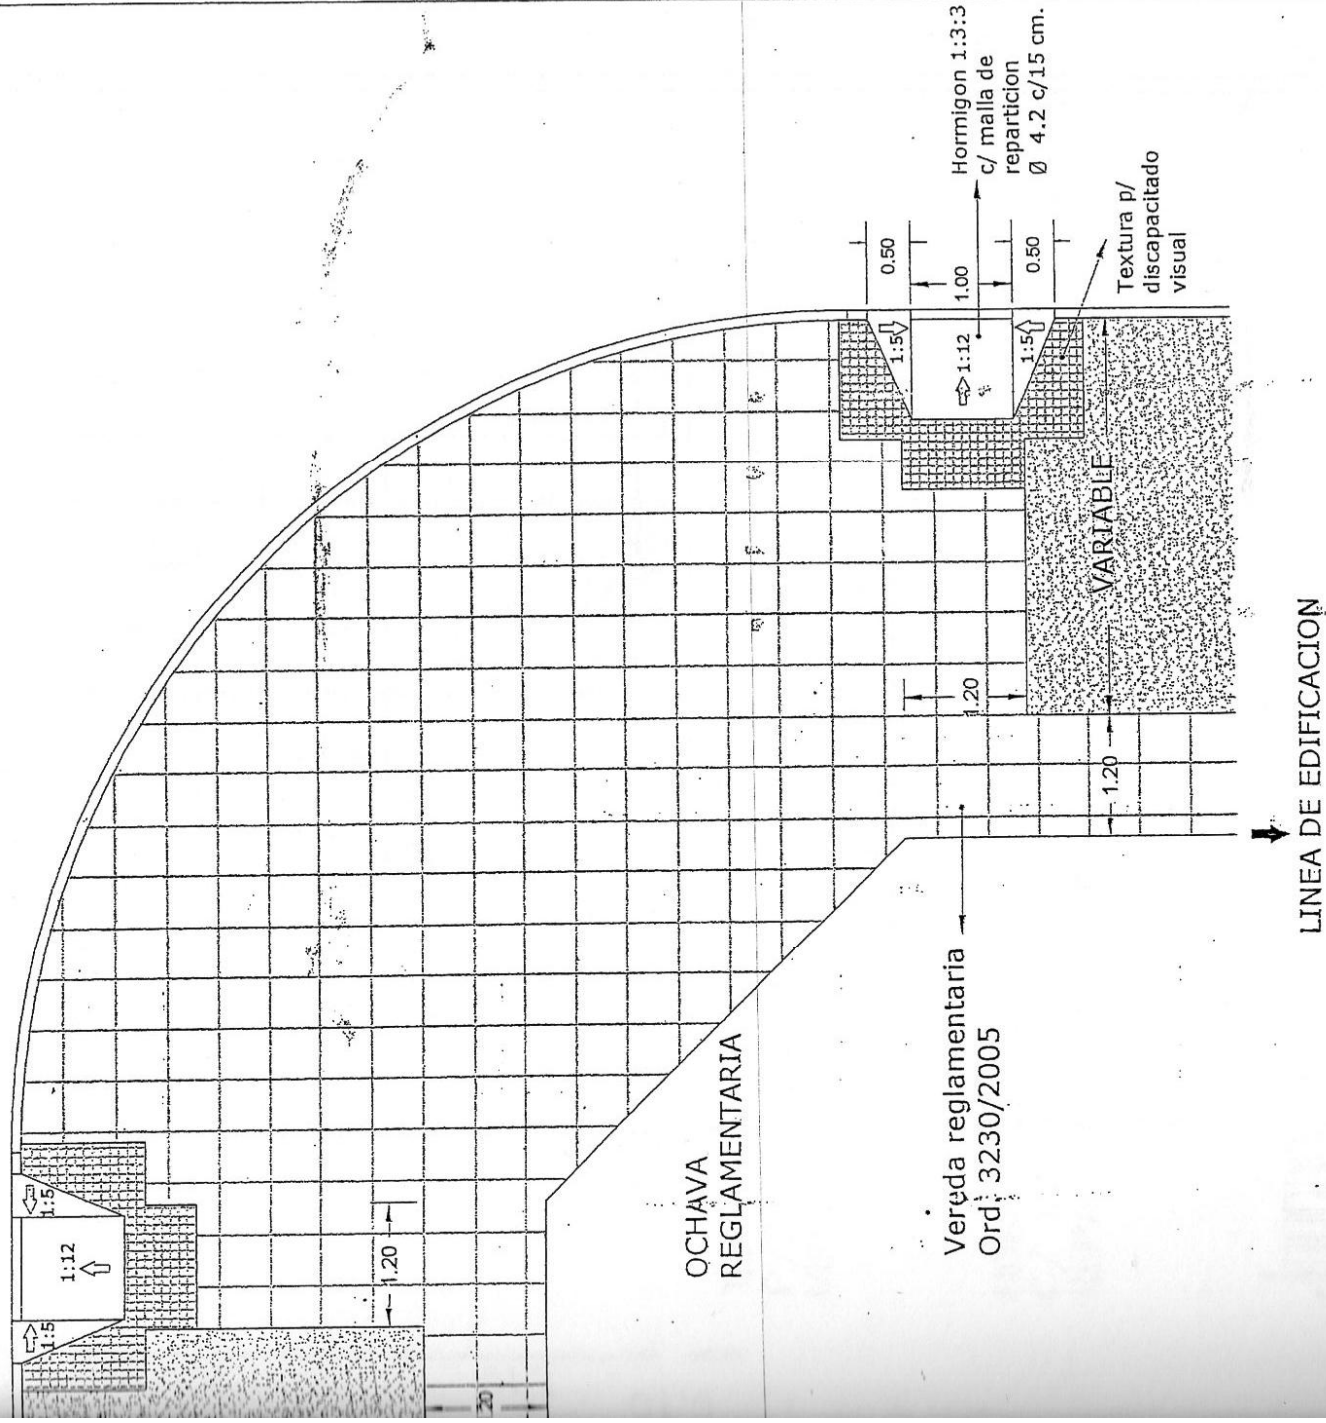 Hormigon 1:3:3
c/ malla de
reparticion
Ø 4.2 c/15 cm.
0.50
1.00
0.50
Textura p/
discapacitado
visual
1:5
1:12
1:5
VARIABLE
1.20
1.20
LINEA DE EDIFICACION
Vereda reglamentaria
Ord: 3230/2005
OCHAVA
REGLAMENTARIA
1:5
1:12
1:5
1.20